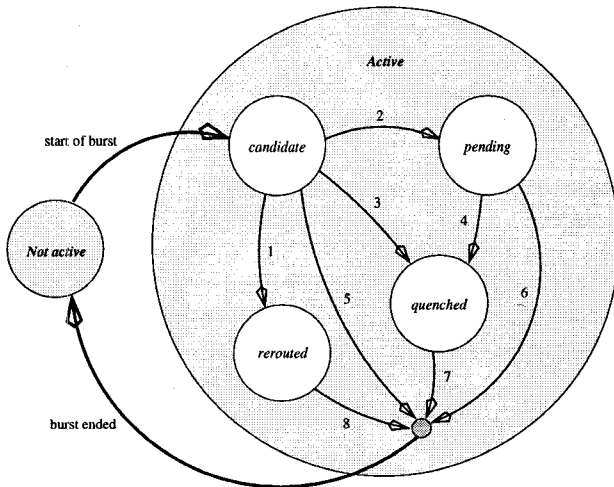 Active
2
start of burst
candidate
pending
3
4
Not active
1
5
quenched
6
rerouted
7
8
burst ended